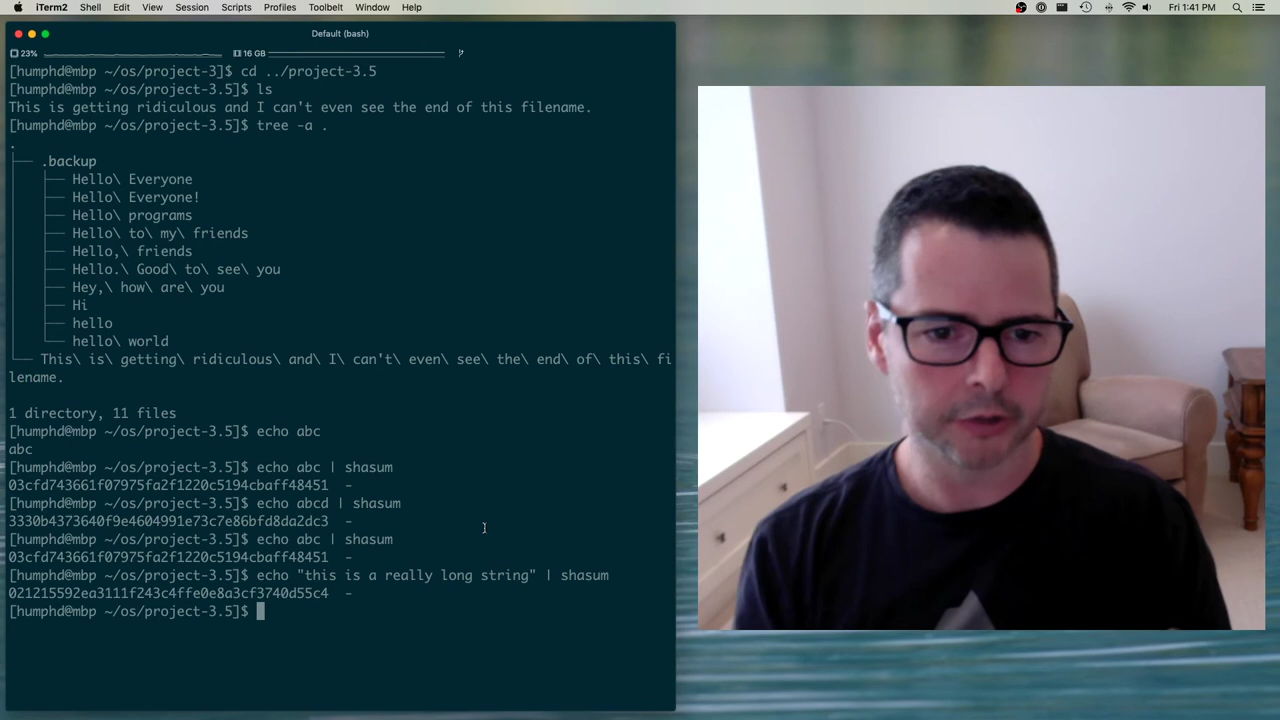 iTerm2 Shell Edit View Session Scripts Profiles Toolbelt Window Help Fri 1:41 PM
Default (bash)
23% 16 GB
[humphd@mbp ~/os/project-3]$ cd ../project-3.5
[humphd@mbp ~/os/project-3.5]$ ls
This is getting ridiculous and I can't even see the end of this filename.
[humphd@mbp ~/os/project-3.5]$ tree -a .
.
├── .backup
│   ├── Hello\ Everyone
│   ├── Hello\ Everyone!
│   ├── Hello\ programs
│   ├── Hello\ to\ my\ friends
│   ├── Hello,\ friends
│   ├── Hello.\ Good\ to\ see\ you
│   ├── Hey,\ how\ are\ you
│   ├── Hi
│   ├── hello
│   └── hello\ world
└── This\ is\ getting\ ridiculous\ and\ I\ can't\ even\ see\ the\ end\ of\ this\ fi
lename.
1 directory, 11 files
[humphd@mbp ~/os/project-3.5]$ echo abc
abc
[humphd@mbp ~/os/project-3.5]$ echo abc | shasum
03cfd743661f07975fa2f1220c5194cbaff48451  -
[humphd@mbp ~/os/project-3.5]$ echo abcd | shasum
3330b4373640f9e4604991e73c7e86bfd8da2dc3  -
[humphd@mbp ~/os/project-3.5]$ echo abc | shasum
03cfd743661f07975fa2f1220c5194cbaff48451  -
[humphd@mbp ~/os/project-3.5]$ echo "this is a really long string" | shasum
021215592ea3111f243c4ffe0e8a3cf3740d55c4  -
[humphd@mbp ~/os/project-3.5]$